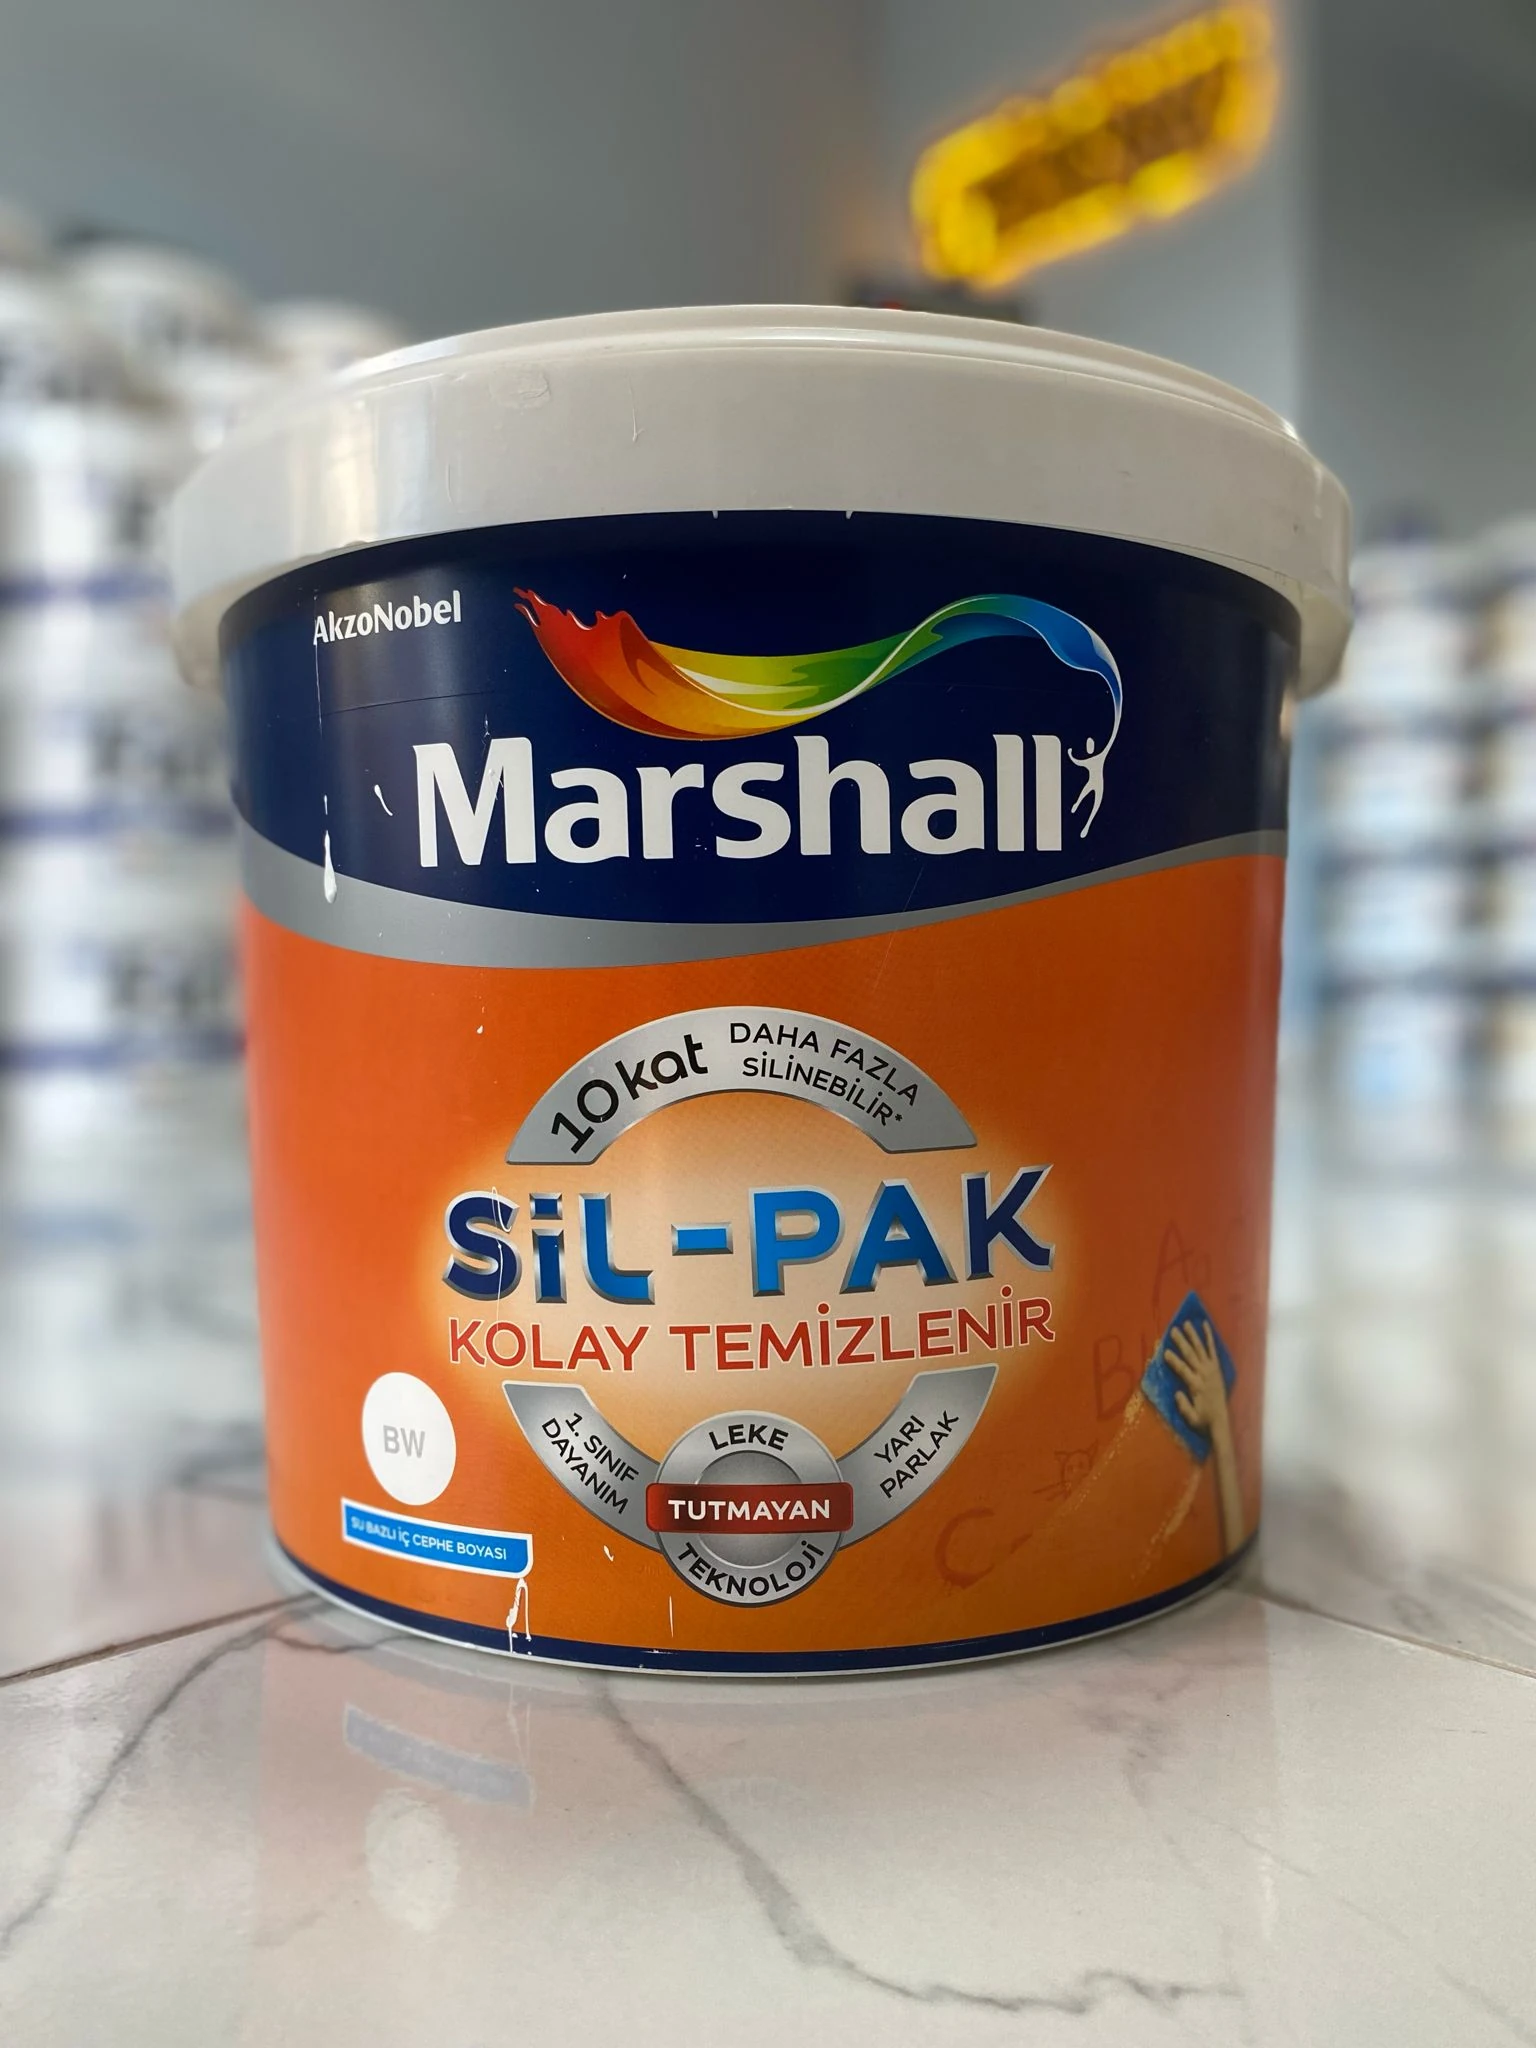 AkzoNobel
Marshall
10 kat DAHA FAZLA
SİLİNEBİLİR*
SİL-PAK
KOLAY TEMİZLENİR
BW
SU BAZLI İÇ CEPHE BOYASI
1. SINIF
DAYANIM
LEKE
TUTMAYAN
TEKNOLOJİ
YARI
PARLAK
A
B
C-